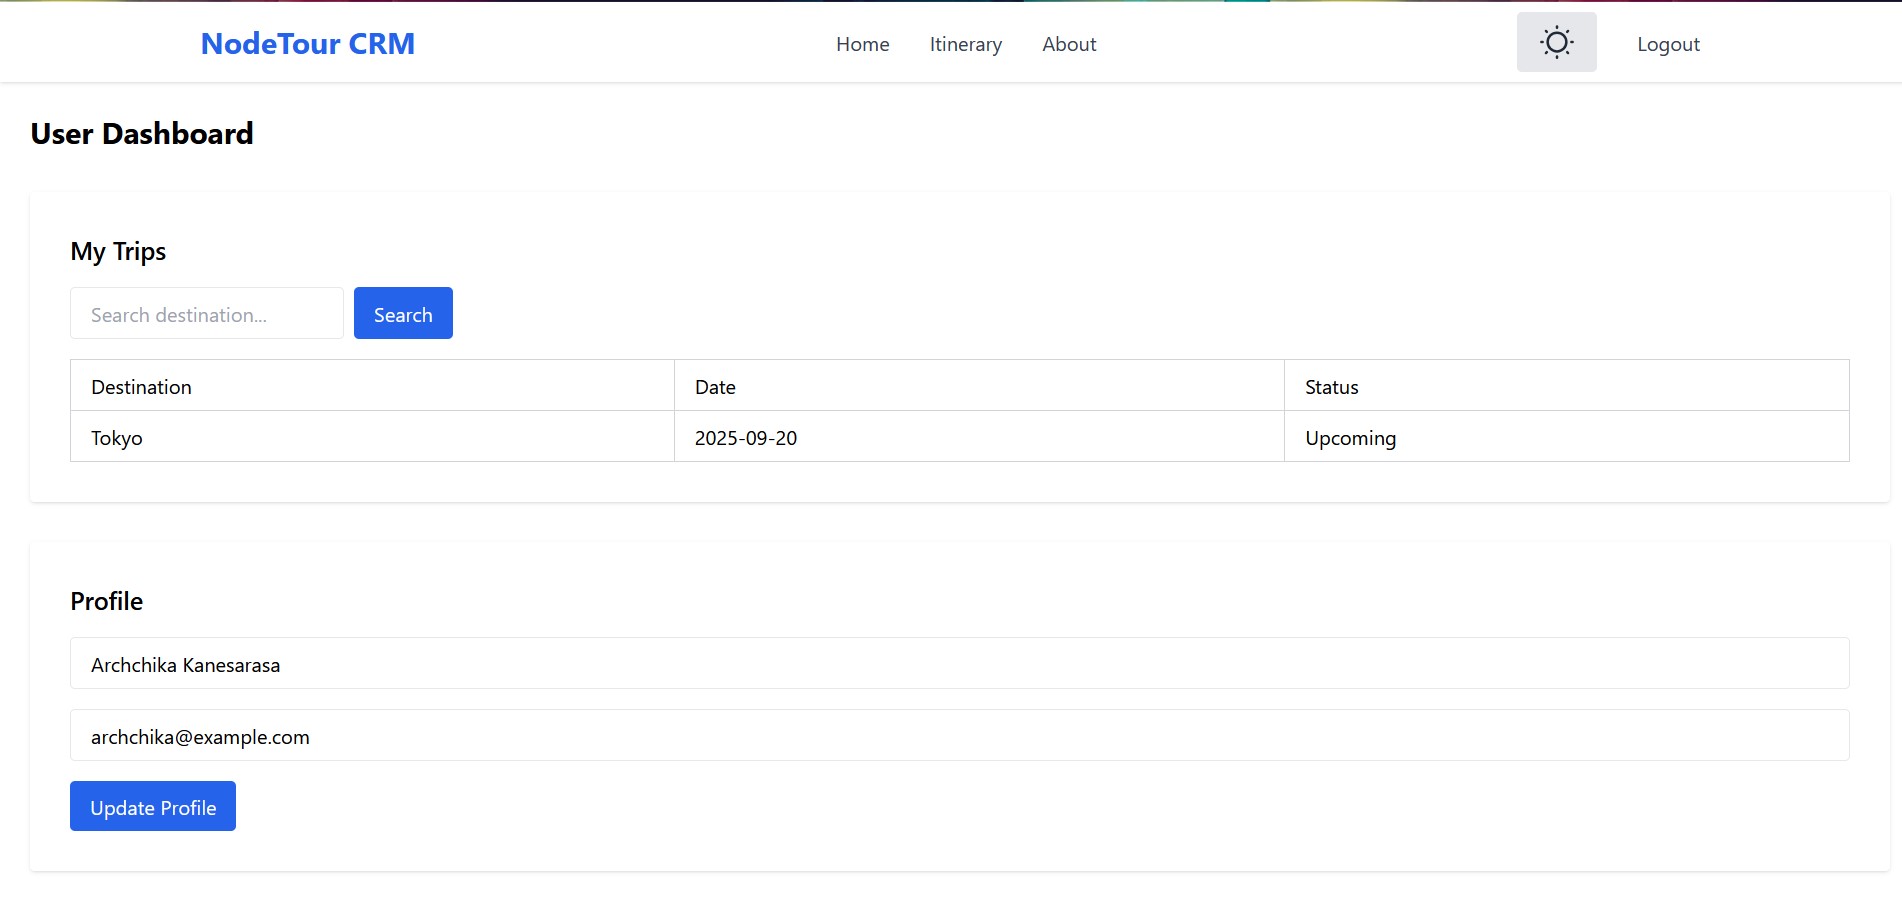 NodeTour CRM Home Itinerary About Logout
User Dashboard
My Trips
Search destination... Search
Destination Date Status
Tokyo 2025-09-20 Upcoming
Profile
Archchika Kanesarasa
archchika@example.com
Update Profile